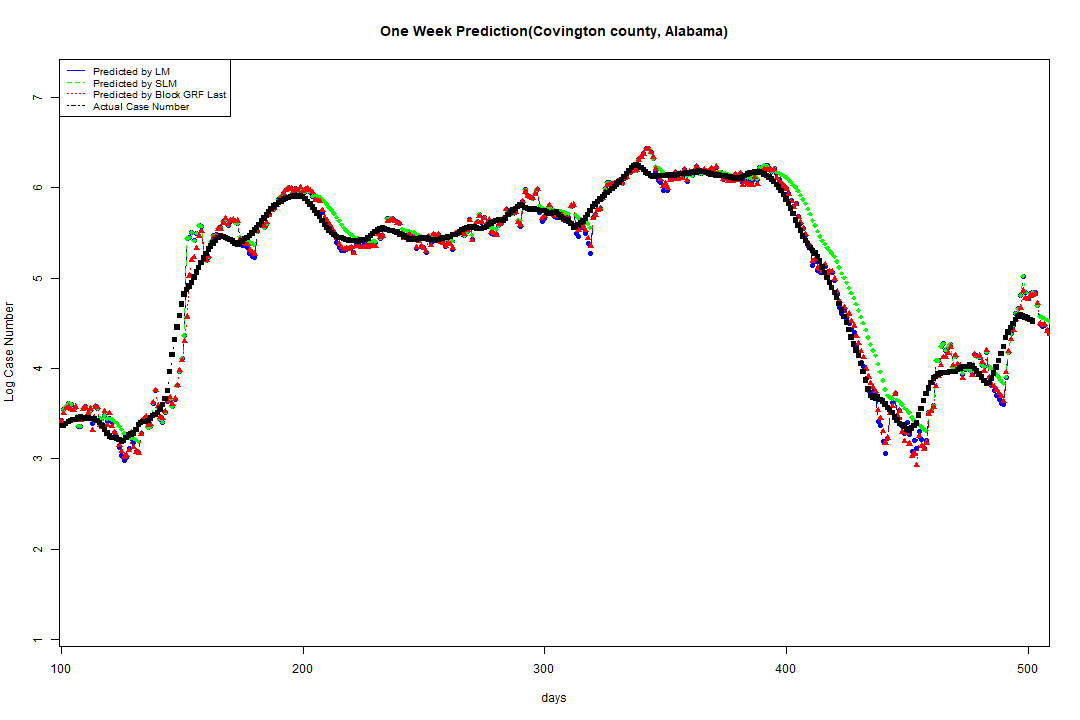 One Week Prediction(Covington county, Alabama)
Predicted by LM
Predicted by SLM
Predicted by Block GRF Last
Actual Case Number
7
6
5
4
3
2
1
Log Case Number
100 200 300 400 500
days